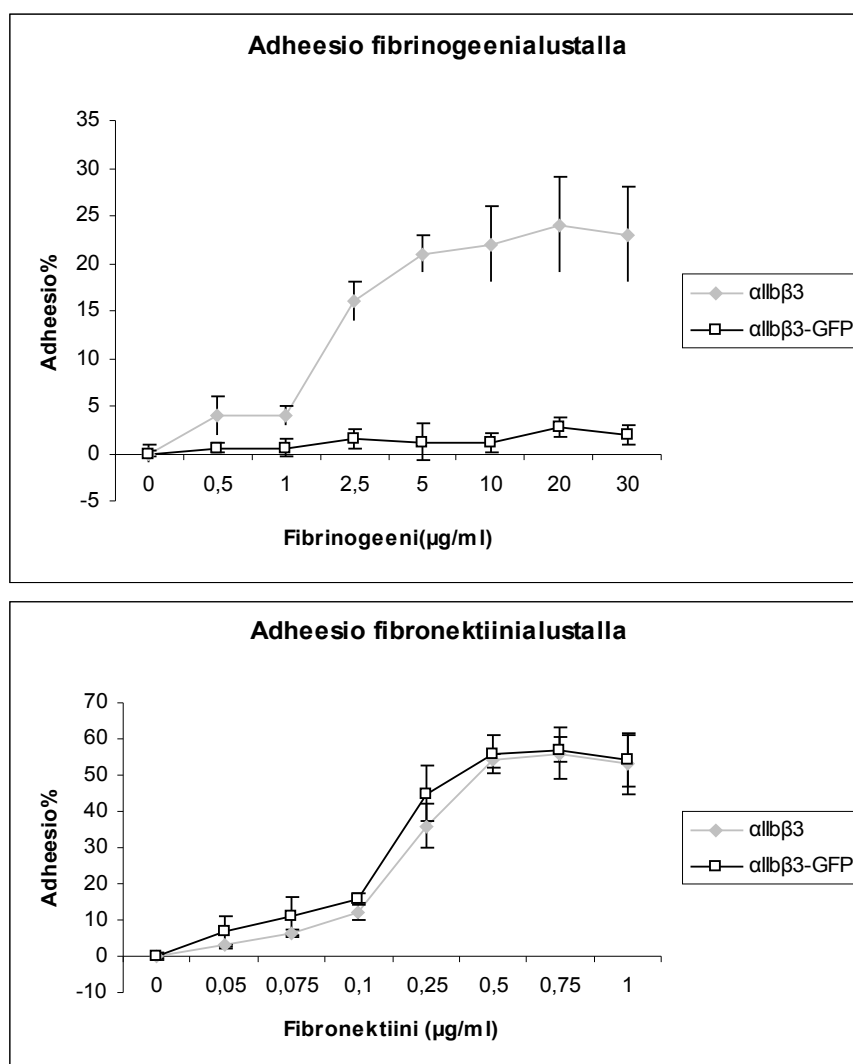 Adheesio fibrinogeenialustalla
35
30
25
20
15
10
5
0
-5
Adheesio%
0 0,5 1 2,5 5 10 20 30
Fibrinogeeni(µg/ml)
αIIbβ3
αIIbβ3-GFP
Adheesio fibronektiinialustalla
70
60
50
40
30
20
10
0
-10
Adheesio%
0 0,05 0,075 0,1 0,25 0,5 0,75 1
Fibronektiini (µg/ml)
αIIbβ3
αIIbβ3-GFP